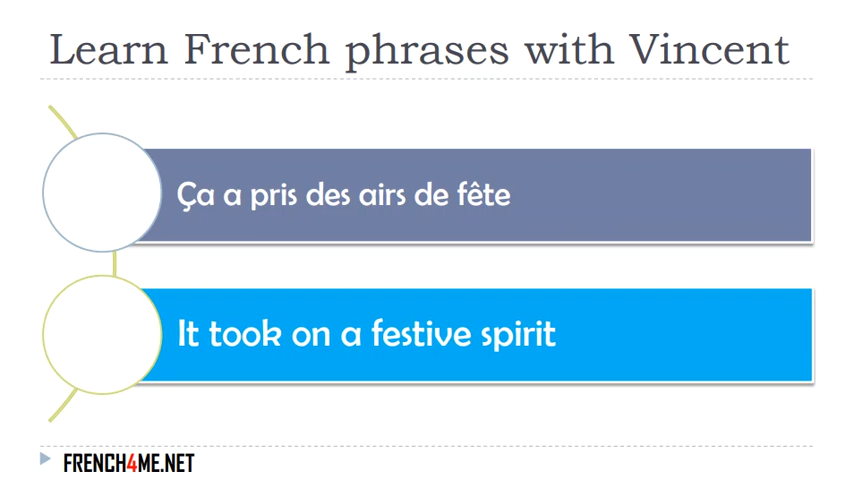 Learn French phrases with Vincent
Ça a pris des airs de fête
It took on a festive spirit
FRENCH4ME.NET